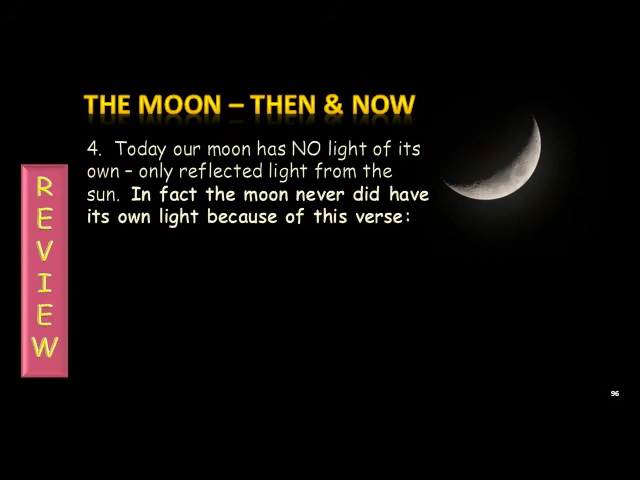 THE MOON – THEN & NOW
4. Today our moon has NO light of its
own – only reflected light from the
sun. In fact the moon never did have
its own light because of this verse:
R
E
V
I
E
W
96